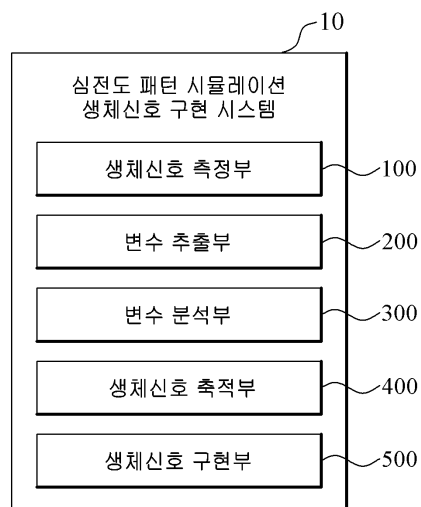 10
심전도 패턴 시뮬레이션
생체신호 구현 시스템
생체신호 측정부 100
변수 추출부 200
변수 분석부 300
생체신호 축적부 400
생체신호 구현부 500